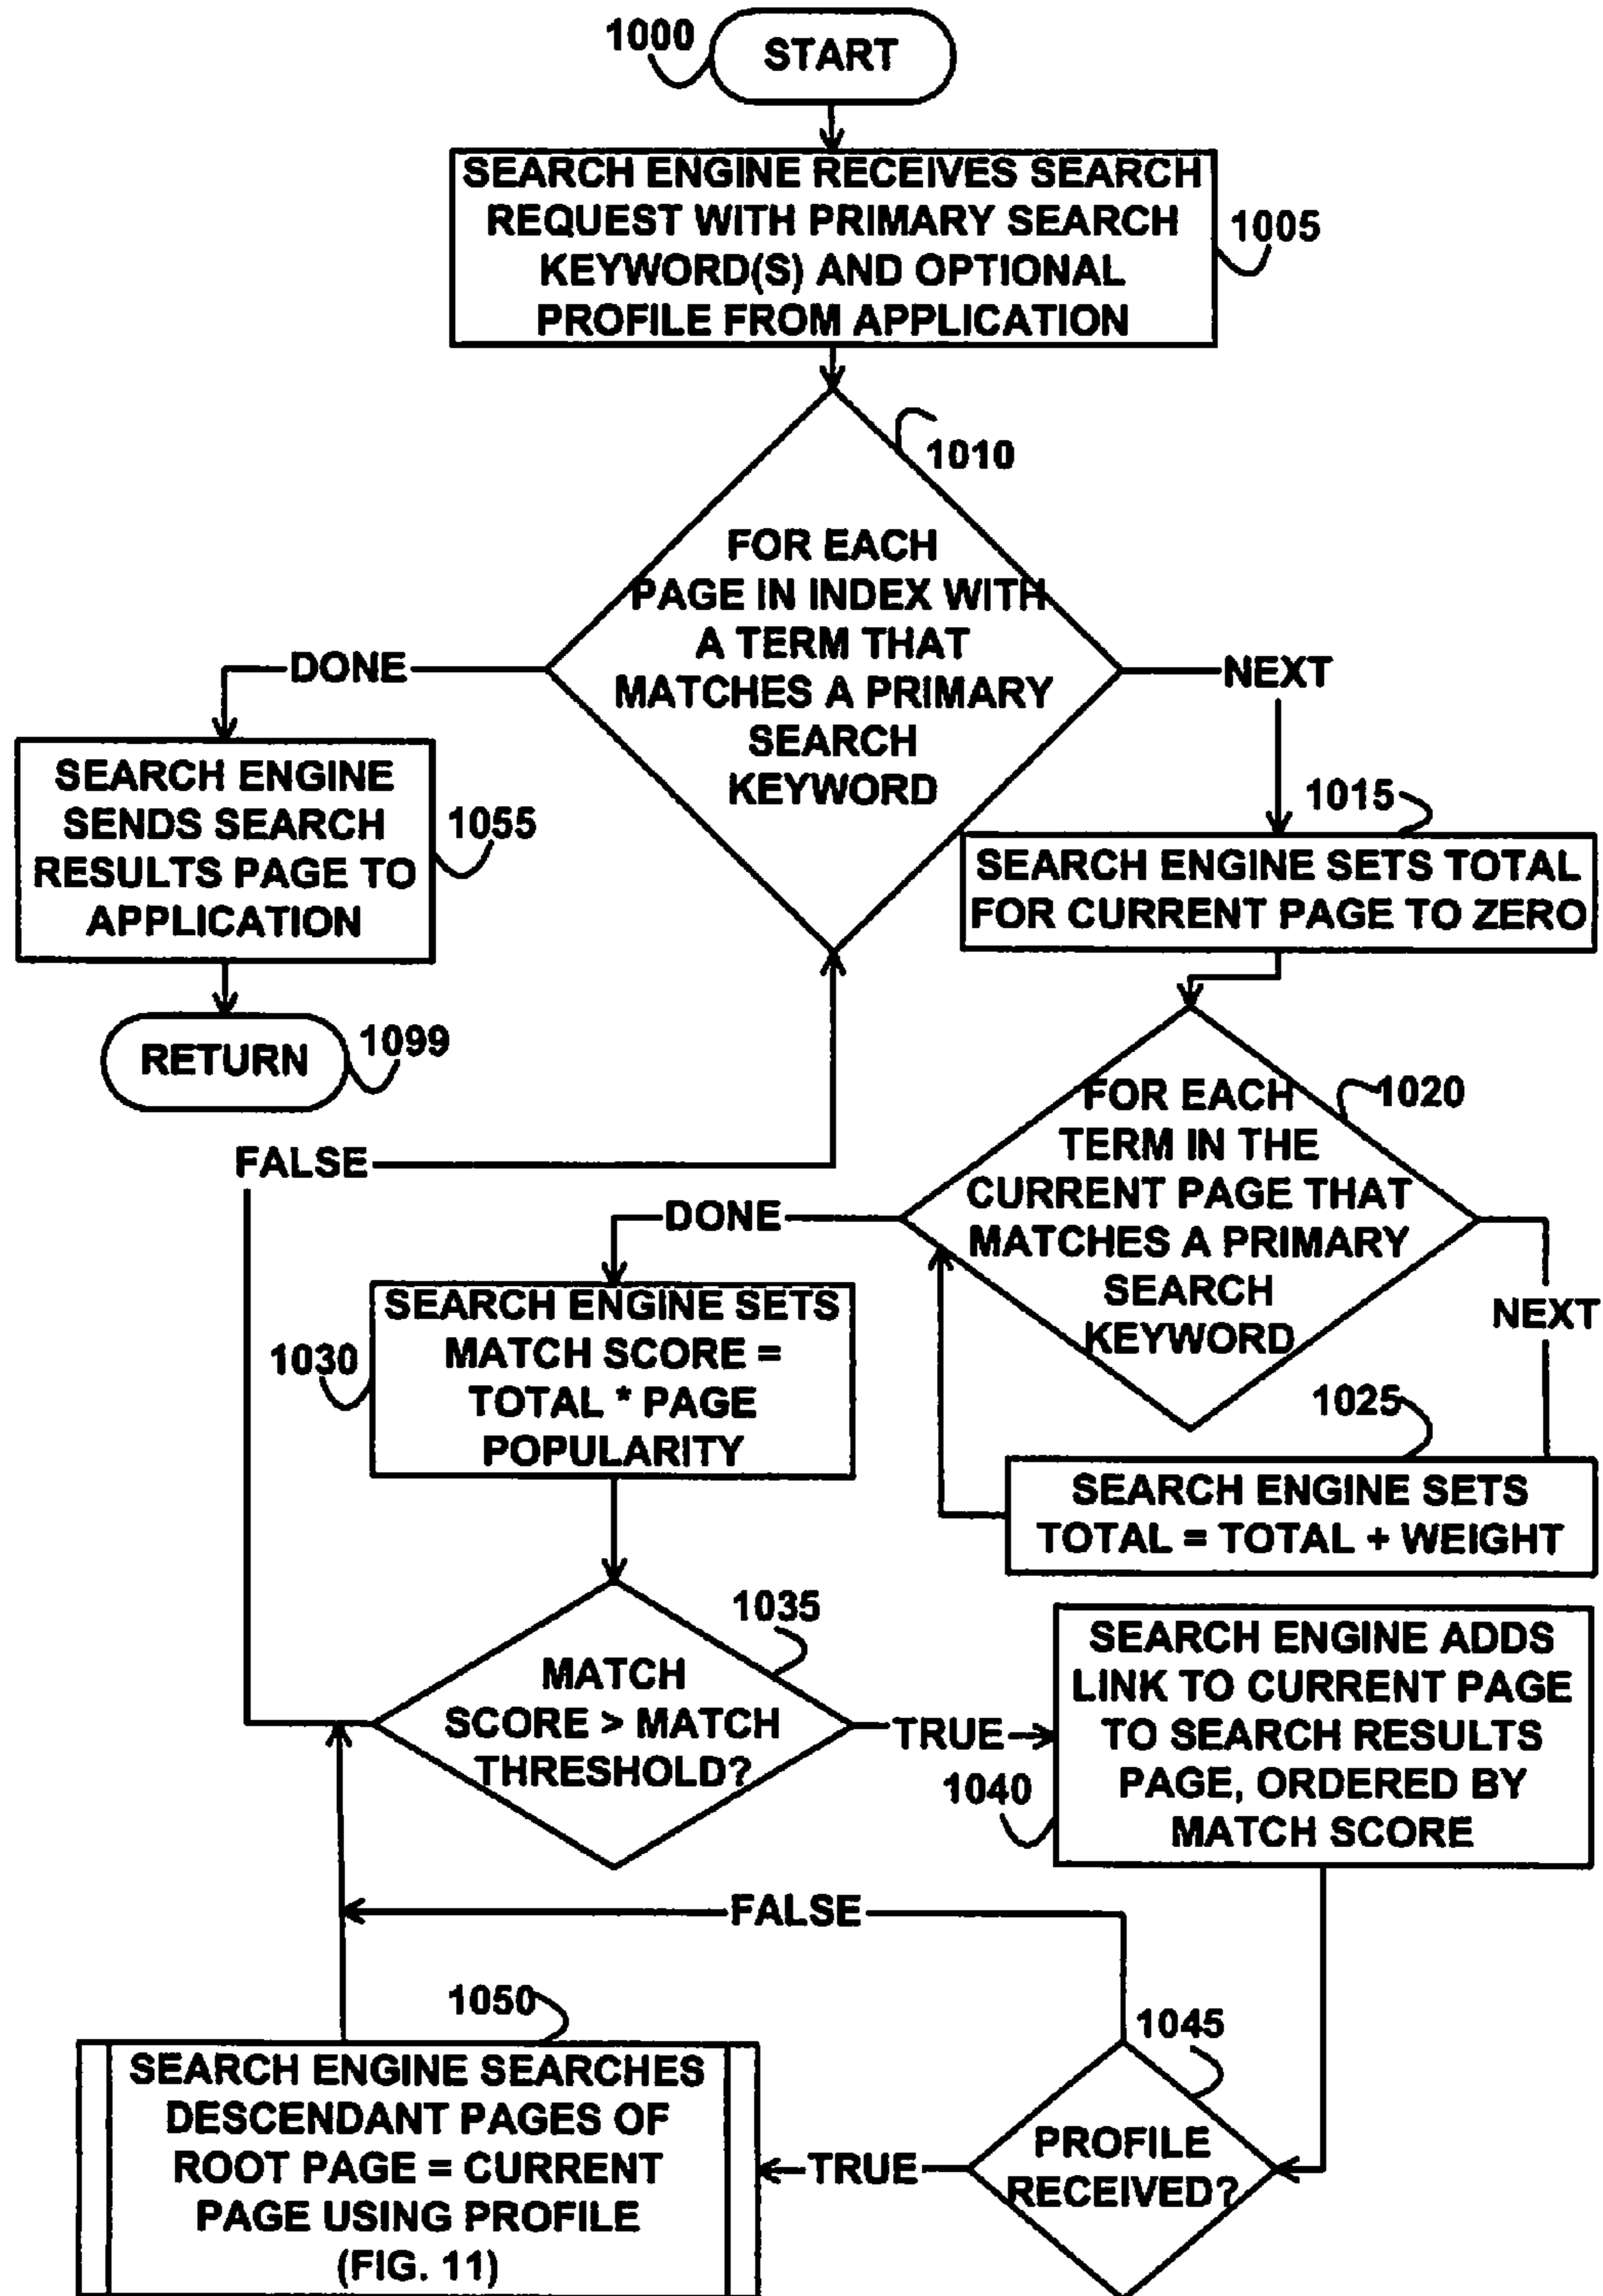 1000
START
SEARCH ENGINE RECEIVES SEARCH
REQUEST WITH PRIMARY SEARCH
KEYWORD(S) AND OPTIONAL
PROFILE FROM APPLICATION
1005
1010
FOR EACH
PAGE IN INDEX WITH
A TERM THAT
MATCHES A PRIMARY
SEARCH
KEYWORD
DONE
NEXT
SEARCH ENGINE
SENDS SEARCH
RESULTS PAGE TO
APPLICATION
1055
1015
SEARCH ENGINE SETS TOTAL
FOR CURRENT PAGE TO ZERO
RETURN
1099
FOR EACH
TERM IN THE
CURRENT PAGE THAT
MATCHES A PRIMARY
SEARCH
KEYWORD
1020
FALSE
DONE
NEXT
SEARCH ENGINE SETS
MATCH SCORE =
TOTAL * PAGE
POPULARITY
1030
1025
SEARCH ENGINE SETS
TOTAL = TOTAL + WEIGHT
1035
MATCH
SCORE > MATCH
THRESHOLD?
TRUE
1040
SEARCH ENGINE ADDS
LINK TO CURRENT PAGE
TO SEARCH RESULTS
PAGE, ORDERED BY
MATCH SCORE
FALSE
1050
1045
SEARCH ENGINE SEARCHES
DESCENDANT PAGES OF
ROOT PAGE = CURRENT
PAGE USING PROFILE
(FIG. 11)
TRUE
PROFILE
RECEIVED?